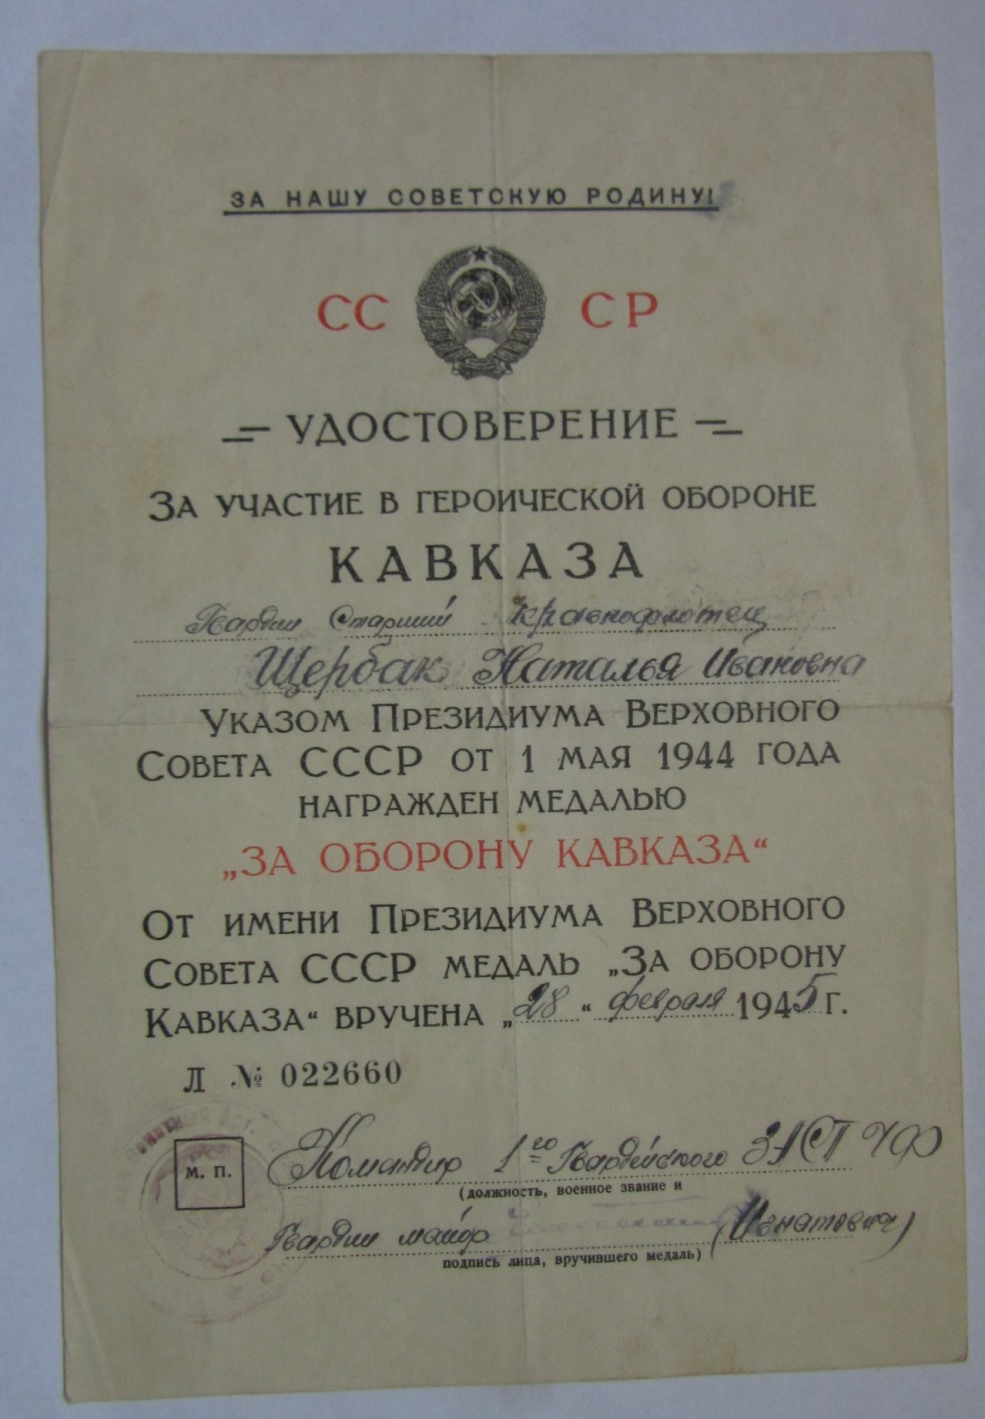 ЗА НАШУ СОВЕТСКУЮ РОДИНУ!
СС СР
УДОСТОВЕРЕНИЕ
ЗА УЧАСТИЕ В ГЕРОИЧЕСКОЙ ОБОРОНЕ
КАВКАЗА
Гвардии Старший краснофлотец
Щербак Наталья Ивановна
УКАЗОМ ПРЕЗИДИУМА ВЕРХОВНОГО
СОВЕТА СССР ОТ 1 МАЯ 1944 ГОДА
НАГРАЖДЕН МЕДАЛЬЮ
„ЗА ОБОРОНУ КАВКАЗА“
ОТ ИМЕНИ ПРЕЗИДИУМА ВЕРХОВНОГО
СОВЕТА СССР МЕДАЛЬ „ЗА ОБОРОНУ
КАВКАЗА“ ВРУЧЕНА „28“ февраля 1945 г.
Л № 022660
М. П.
Командир 1го Гвардейского ЗАП ЧФ
(должность, военное звание и
Гвардии майор (Игнатович)
подпись лица, вручившего медаль)